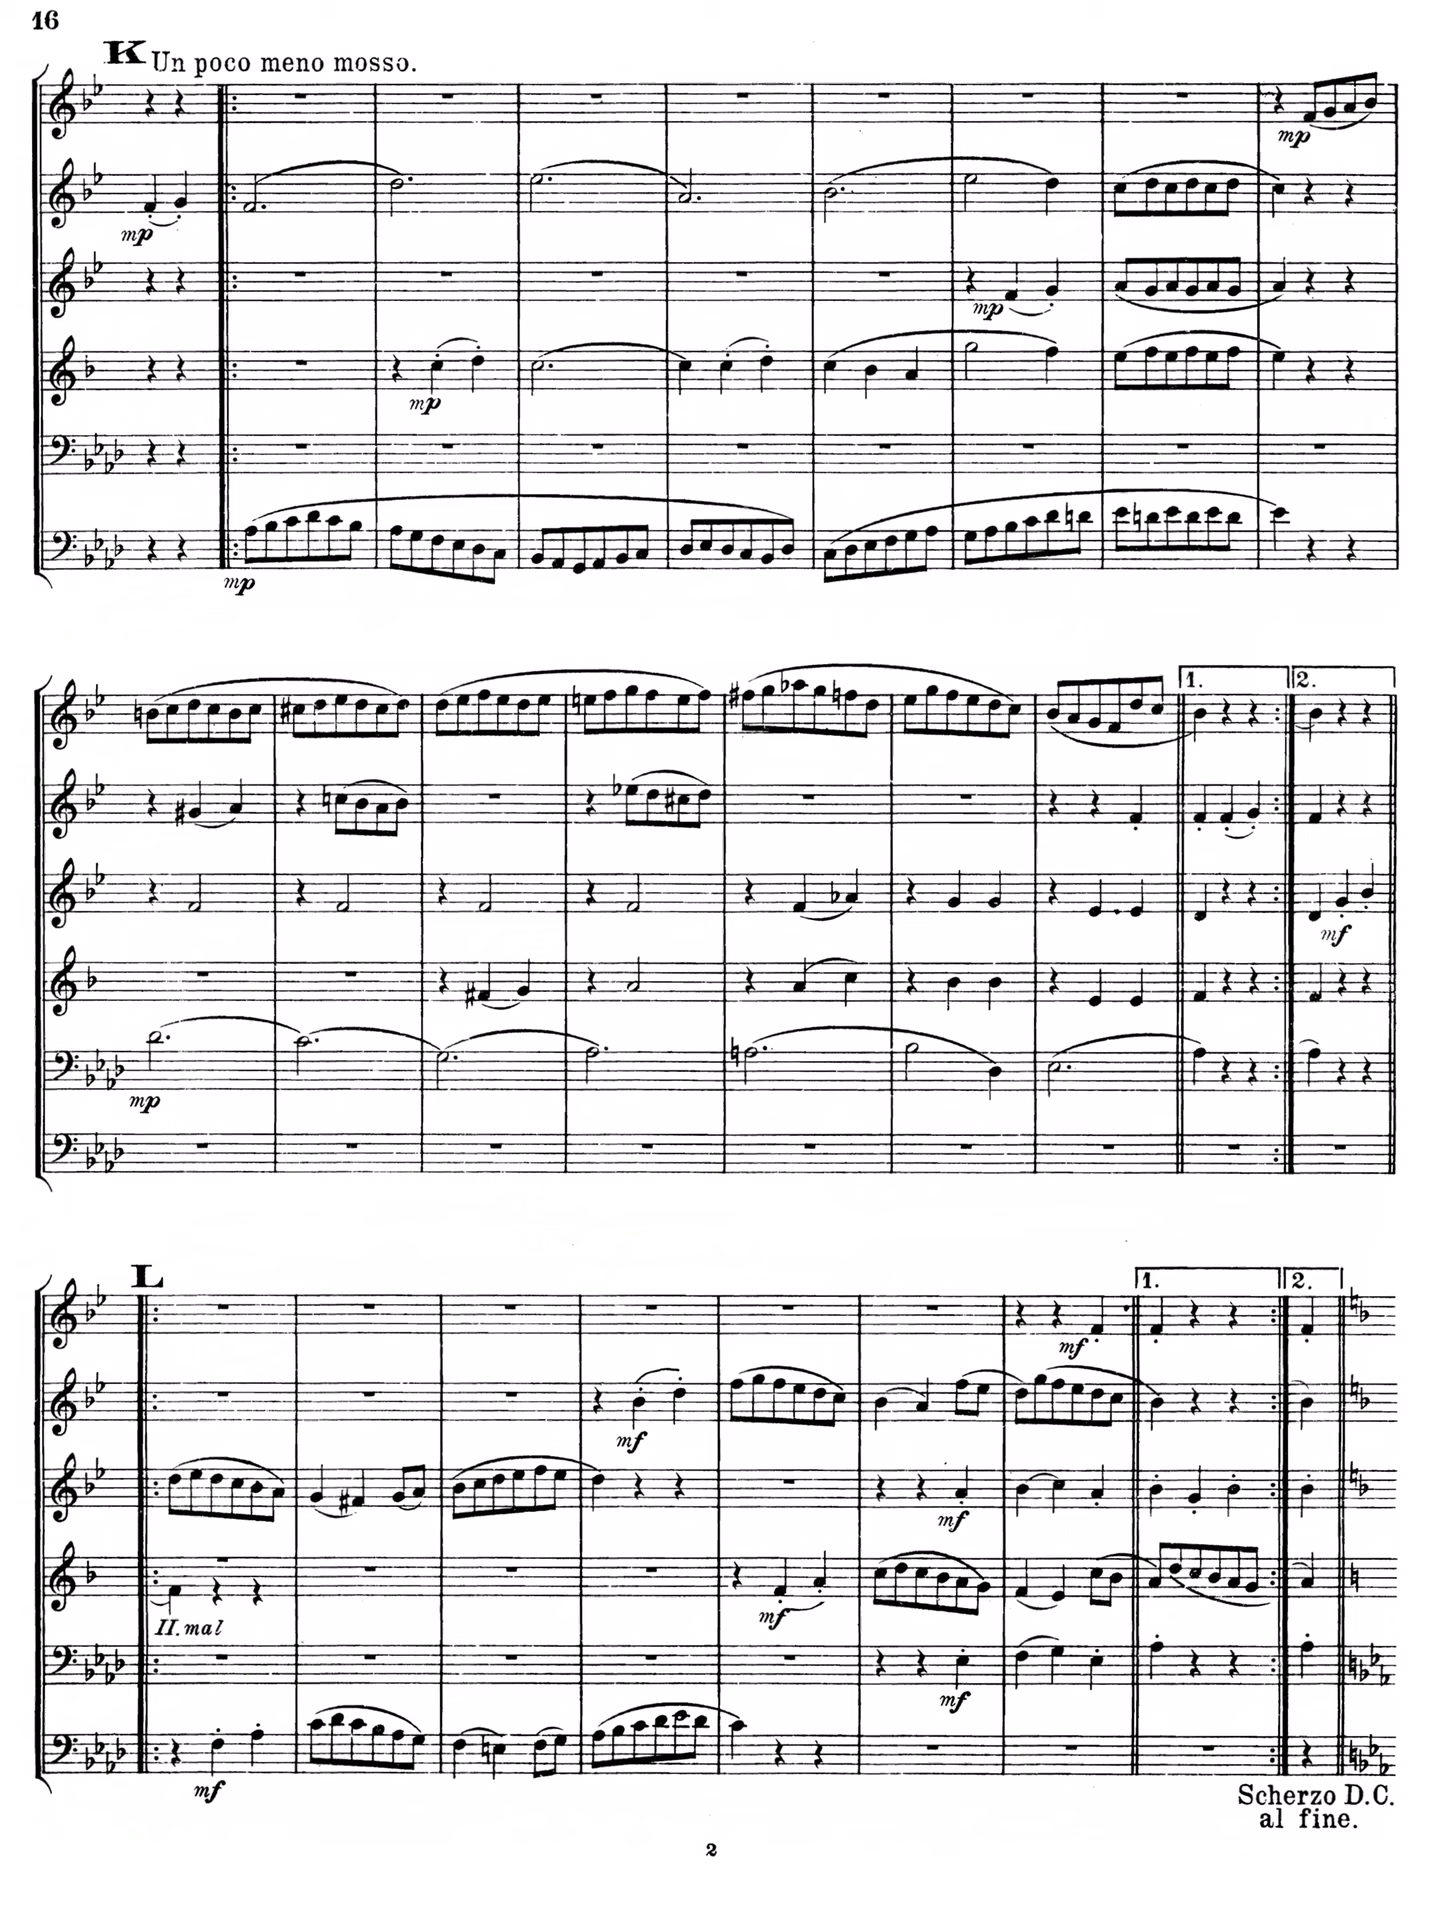 16
K Un poco meno mosso.
mp
mp
mp
mp
mp
1. 2.
mf
mp
L
1. 2.
mf
mf
mf
mf
II. mal
mf
mf
Scherzo D.C.
al fine.
2